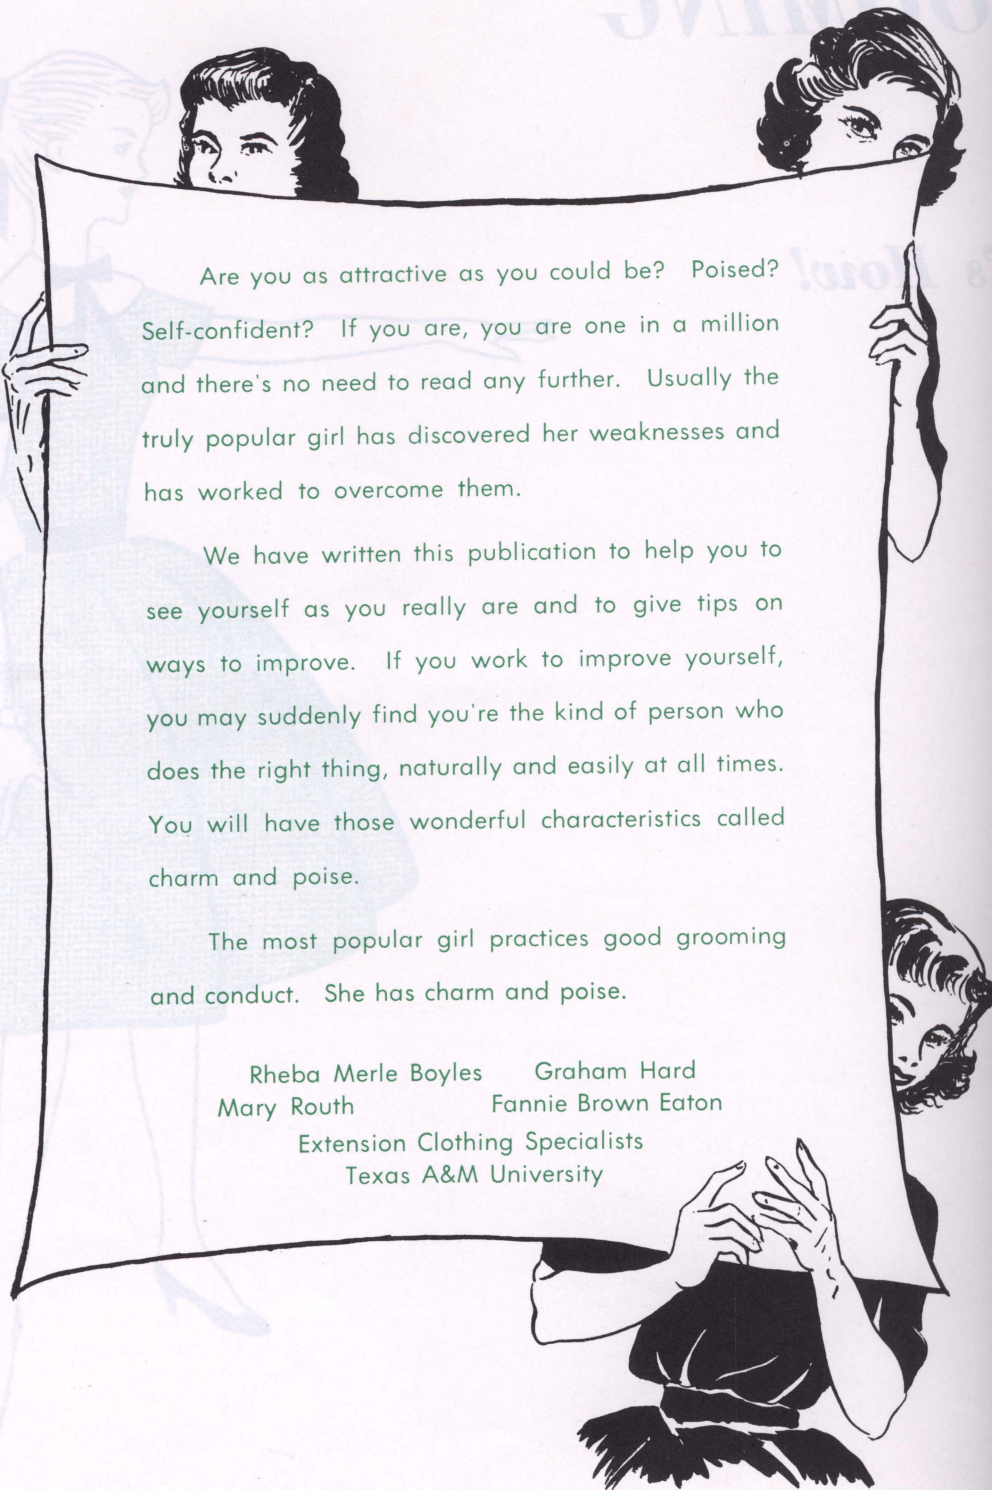 Are you as attractive as you could be? Poised?
Self-confident? If you are, you are one in a million
and there's no need to read any further. Usually the
truly popular girl has discovered her weaknesses and
has worked to overcome them.
We have written this publication to help you to
see yourself as you really are and to give tips on
ways to improve. If you work to improve yourself,
you may suddenly find you're the kind of person who
does the right thing, naturally and easily at all times.
You will have those wonderful characteristics called
charm and poise.
The most popular girl practices good grooming
and conduct. She has charm and poise.
Rheba Merle Boyles Graham Hard
Mary Routh Fannie Brown Eaton
Extension Clothing Specialists
Texas A&M University